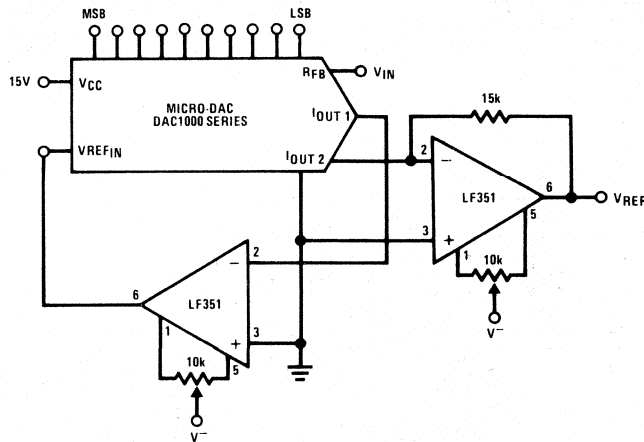 MSB LSB
15V VCC RFB VIN
MICRO-DAC
DAC1000 SERIES
IOUT 1
VREFIN
IOUT 2
15k
2 −
LF351
6 VREF
5
3 +
1
10k
V−
2 −
6 LF351
1
3 +
10k
5
V−